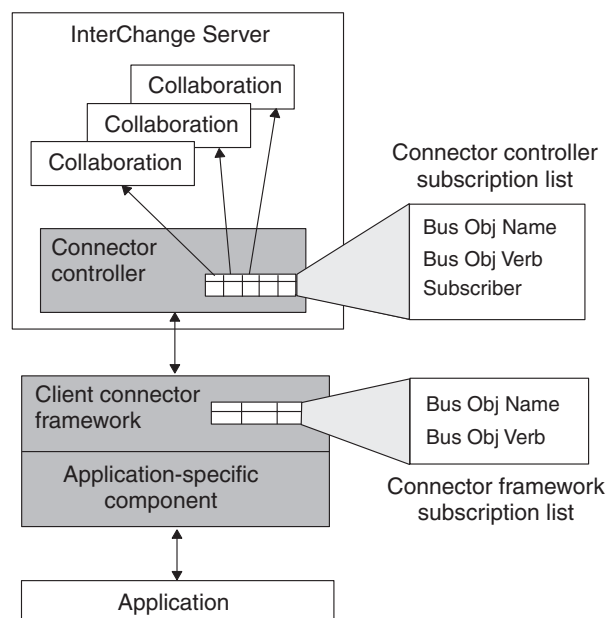 InterChange Server
Collaboration
Collaboration
Collaboration
Connector controller
subscription list
Bus Obj Name
Bus Obj Verb
Subscriber
Connector
controller
Client connector
framework
Bus Obj Name
Bus Obj Verb
Application-specific
component
Connector framework
subscription list
Application